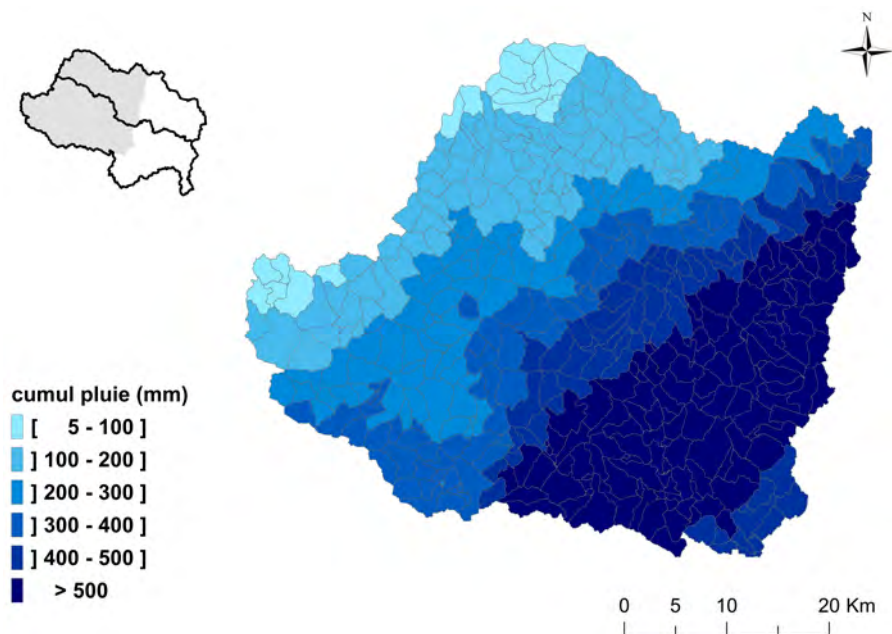 N
cumul pluie (mm)
[ 5 - 100 ]
] 100 - 200 ]
] 200 - 300 ]
] 300 - 400 ]
] 400 - 500 ]
> 500
0 5 10 20 Km